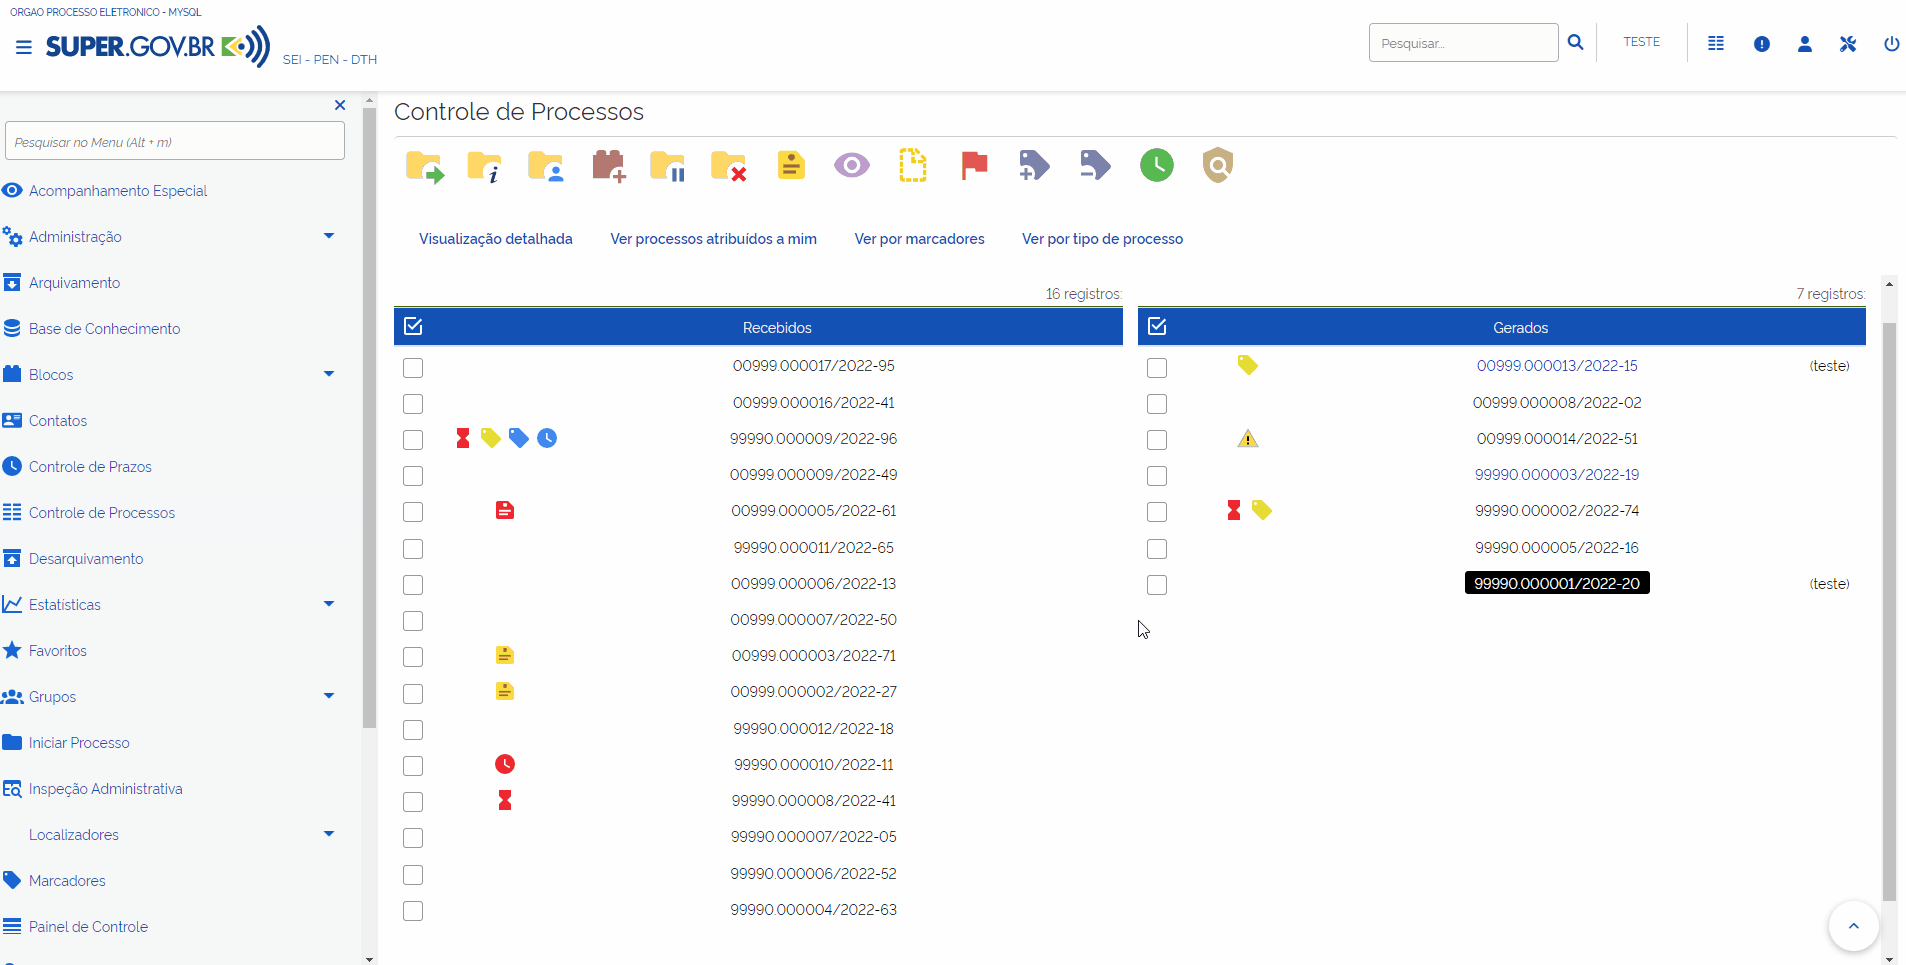 ORGAO PROCESSO ELETRONICO - MYSQL
SUPER.GOV.BR
SEI - PEN - DTH
Pesquisar...
TESTE
Pesquisar no Menu (Alt + m)
Acompanhamento Especial
Administração
Arquivamento
Base de Conhecimento
Blocos
Contatos
Controle de Prazos
Controle de Processos
Desarquivamento
Estatísticas
Favoritos
Grupos
Iniciar Processo
Inspeção Administrativa
Localizadores
Marcadores
Painel de Controle
Controle de Processos
Visualização detalhada
Ver processos atribuídos a mim
Ver por marcadores
Ver por tipo de processo
16 registros:
Recebidos
00999.000017/2022-95
00999.000016/2022-41
99990.000009/2022-96
00999.000009/2022-49
00999.000005/2022-61
99990.000011/2022-65
00999.000006/2022-13
00999.000007/2022-50
00999.000003/2022-71
00999.000002/2022-27
99990.000012/2022-18
99990.000010/2022-11
99990.000008/2022-41
99990.000007/2022-05
99990.000006/2022-52
99990.000004/2022-63
7 registros:
Gerados
00999.000013/2022-15 (teste)
00999.000008/2022-02
00999.000014/2022-51
99990.000003/2022-19
99990.000002/2022-74
99990.000005/2022-16
99990.000001/2022-20 (teste)